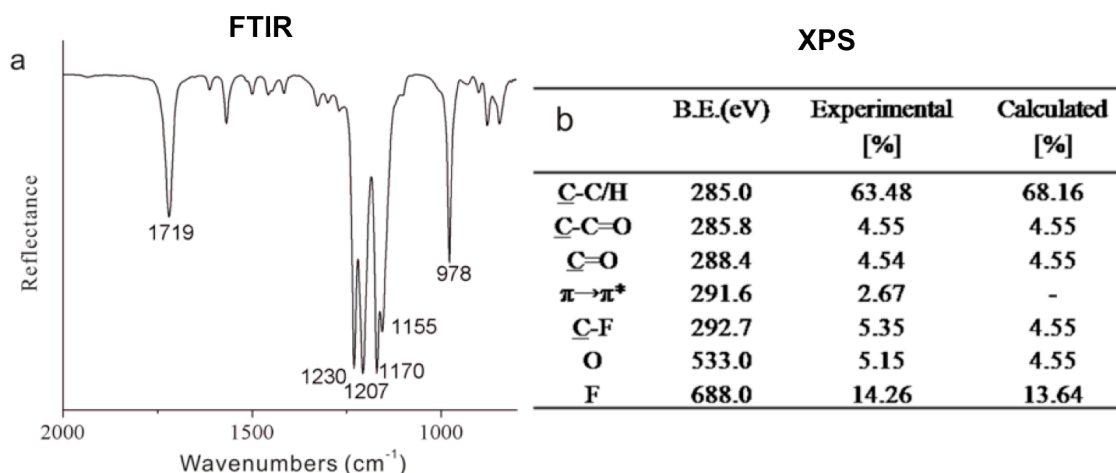 FTIR
a
1719
1230
1207
1170
1155
978
Reflectance
2000
1500
1000
Wavenumbers (cm⁻¹)
XPS
b
B.E.(eV) Experimental [%] Calculated [%]
C-C/H 285.0 63.48 68.16
C-C=O 285.8 4.55 4.55
C=O 288.4 4.54 4.55
π→π* 291.6 2.67 -
C-F 292.7 5.35 4.55
O 533.0 5.15 4.55
F 688.0 14.26 13.64